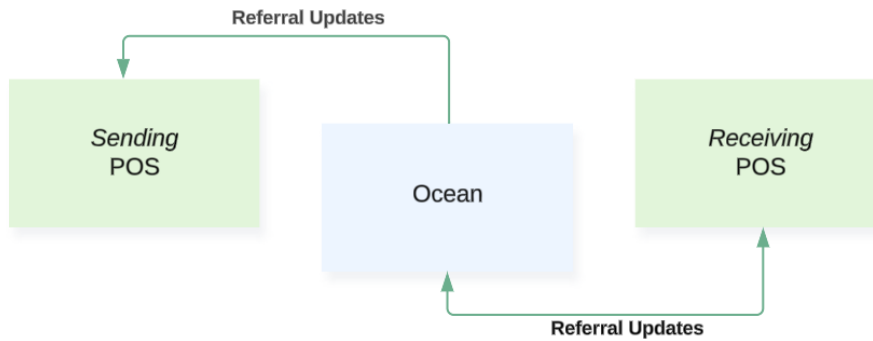 Referral Updates
Sending
POS
Ocean
Receiving
POS
Referral Updates